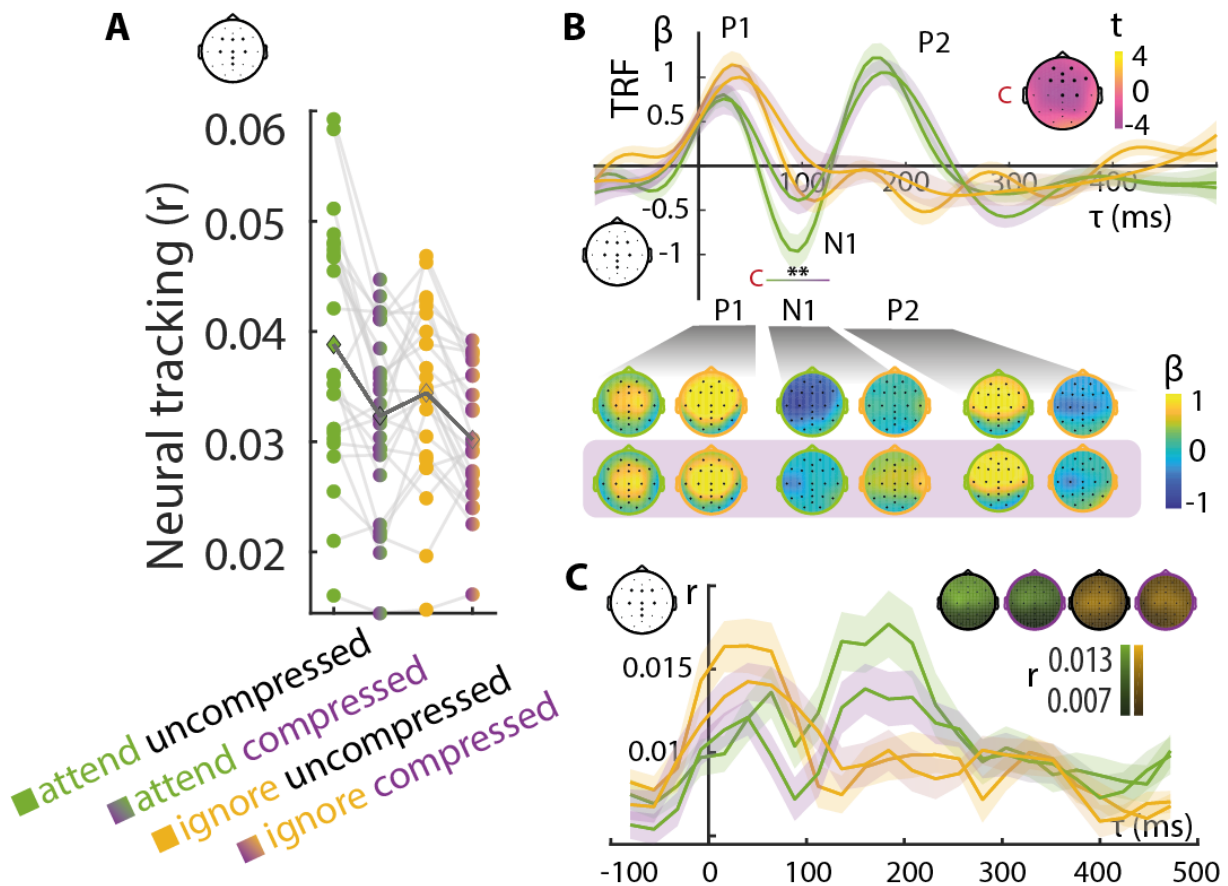 A
Neural tracking (r)
0.06
0.05
0.04
0.03
0.02
attend uncompressed
attend compressed
ignore uncompressed
ignore compressed
B
β
TRF
P1
P2
t
4
0
-4
C
1
0.5
-0.5
-1
100
200
300
400
τ (ms)
N1
C **
P1 N1 P2
β
1
0
-1
C
r
0.015
0.01
r
0.013
0.007
τ (ms)
-100 0 100 200 300 400 500